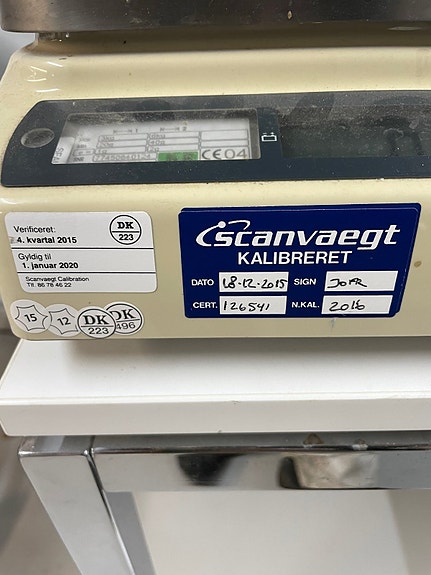 CE04
Verificeret:
4. kvartal 2015
Gyldig til
1. januar 2020
Scanvaegt Calibration
Tlf. 86 78 46 22
DK
223
scanvaegt
KALIBRERET
DATO 18-12-2015 SIGN
CERT. 126541 N.KAL. 2016
15 12 DK 223 DK 496